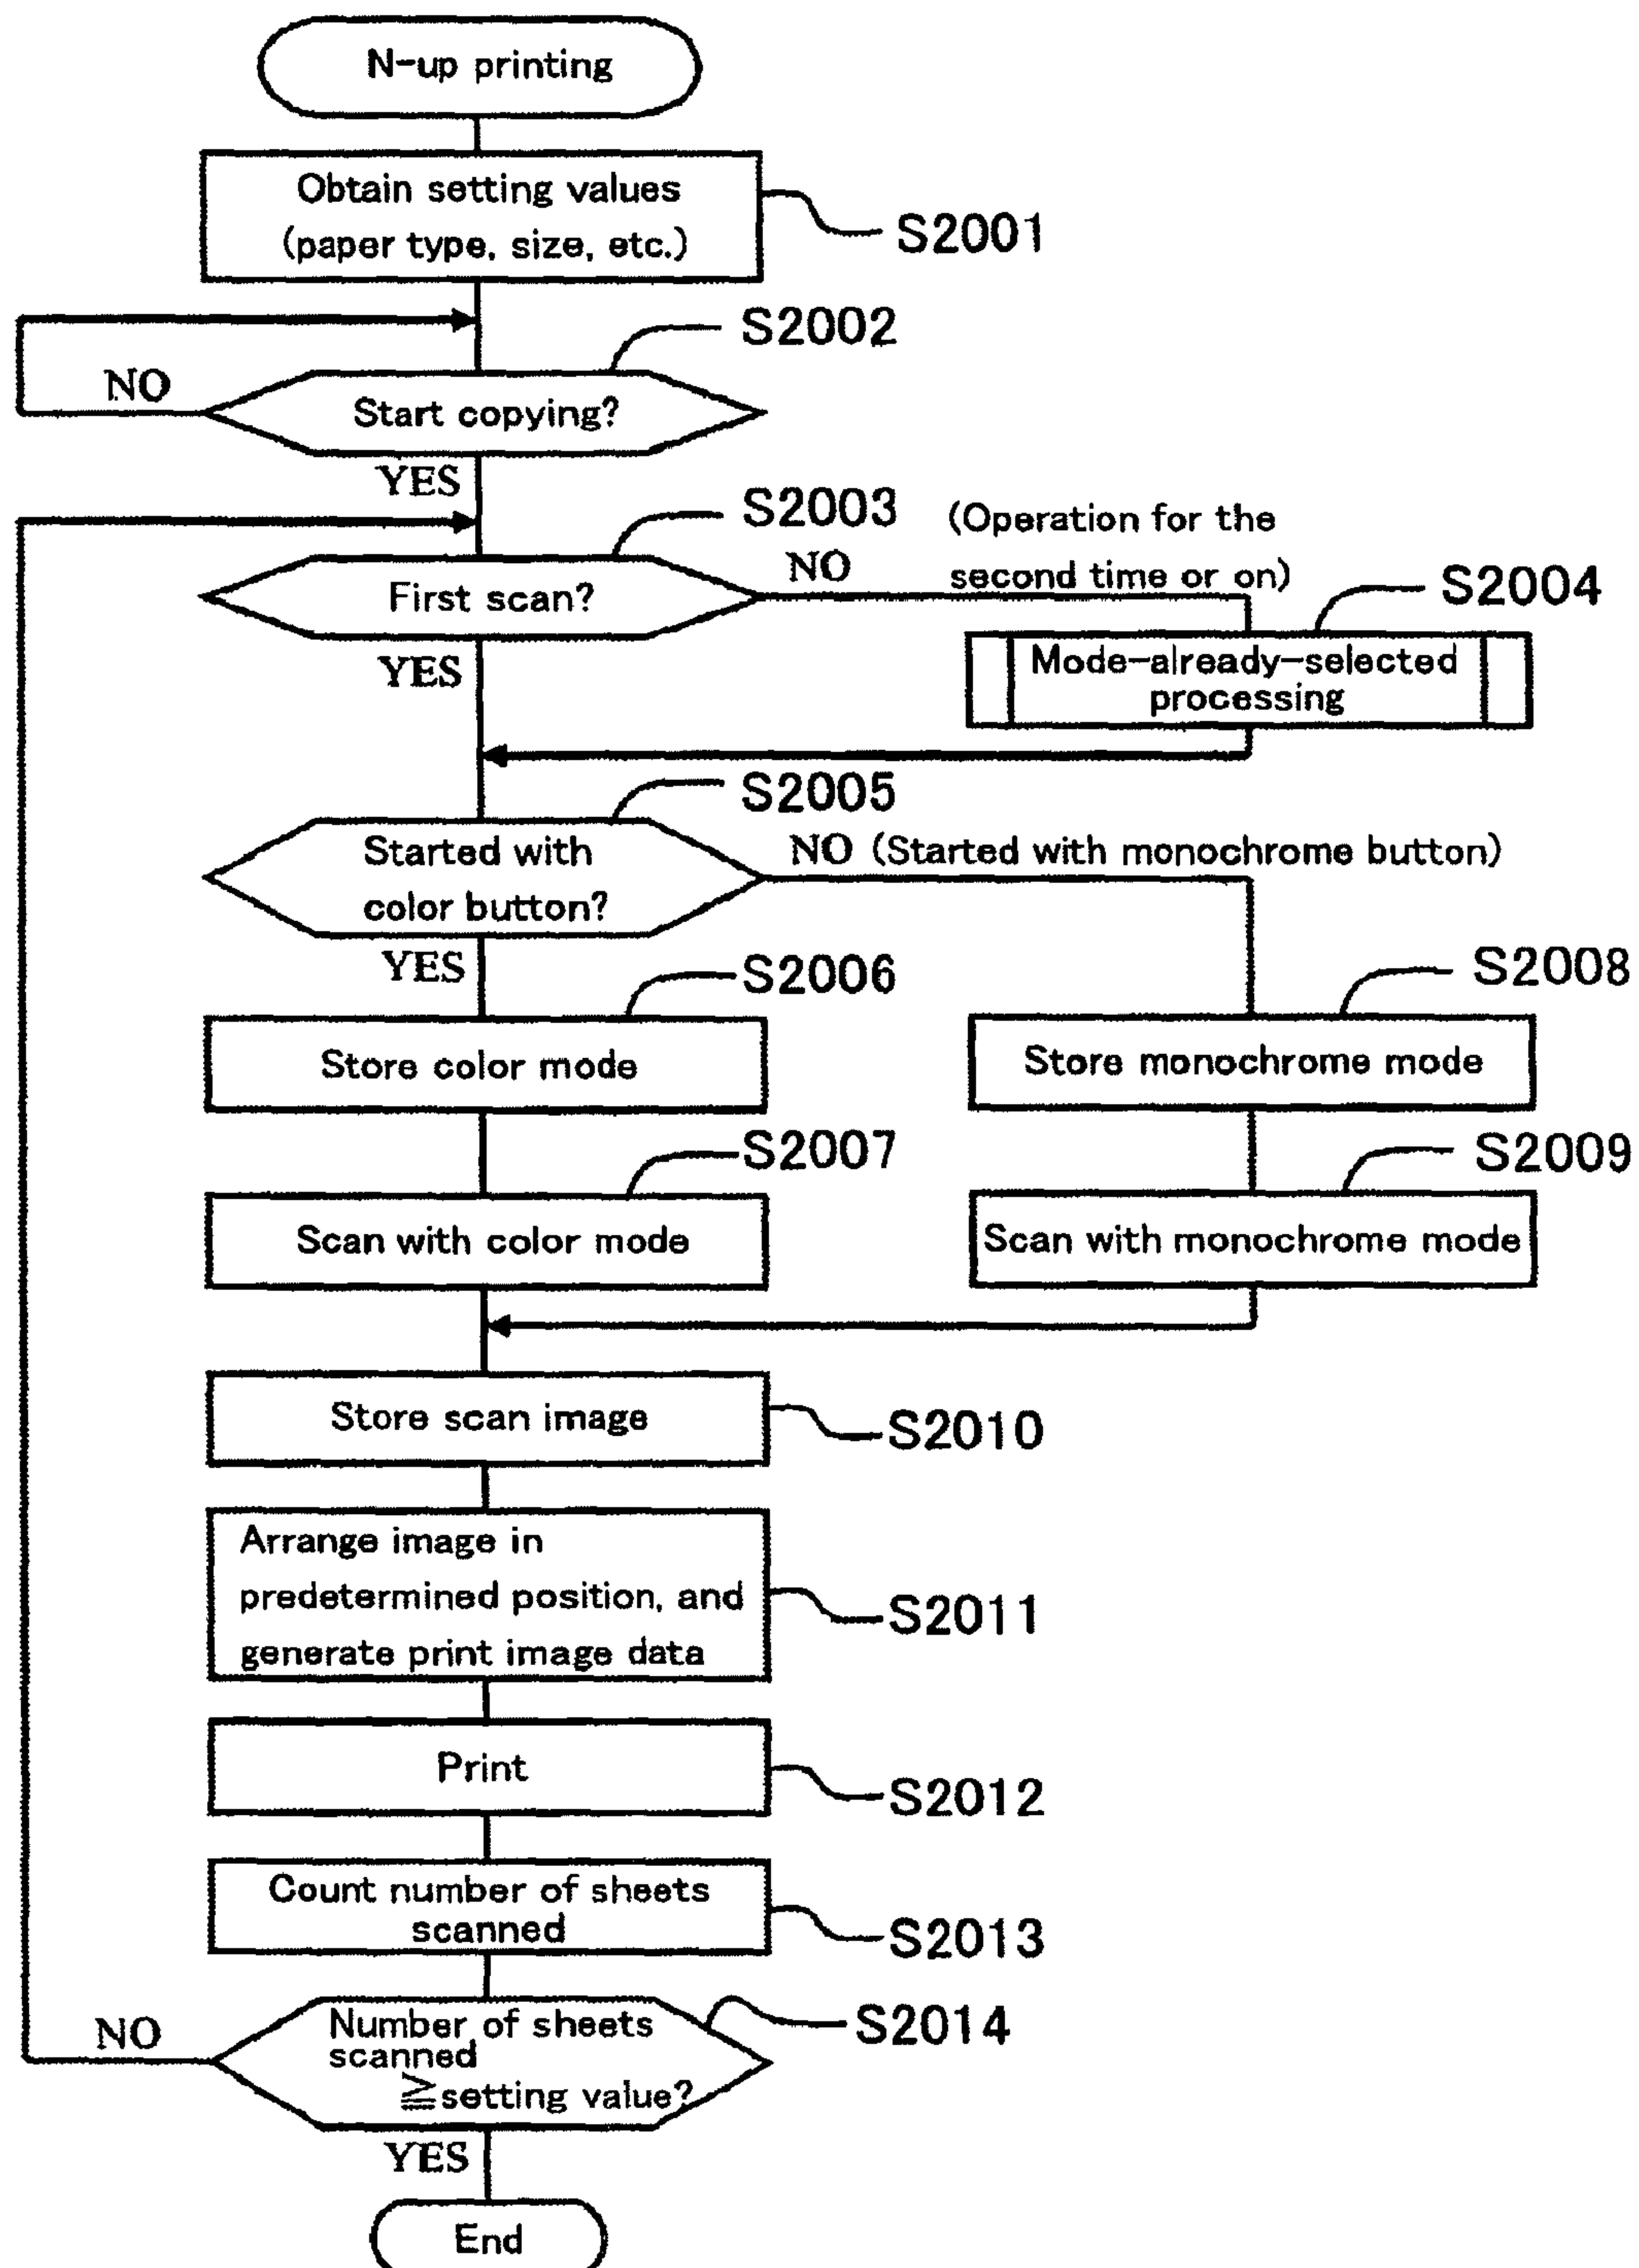 N-up printing
Obtain setting values
(paper type, size, etc.)
S2001
S2002
NO
Start copying?
YES
S2003
(Operation for the
second time or on)
NO
First scan?
S2004
YES
Mode-already-selected
processing
S2005
Started with
color button?
NO (Started with monochrome button)
YES
S2006
S2008
Store color mode
Store monochrome mode
S2007
S2009
Scan with color mode
Scan with monochrome mode
Store scan image
S2010
Arrange image in
predetermined position, and
generate print image data
S2011
Print
S2012
Count number of sheets
scanned
S2013
NO
Number of sheets
scanned
≧setting value?
S2014
YES
End